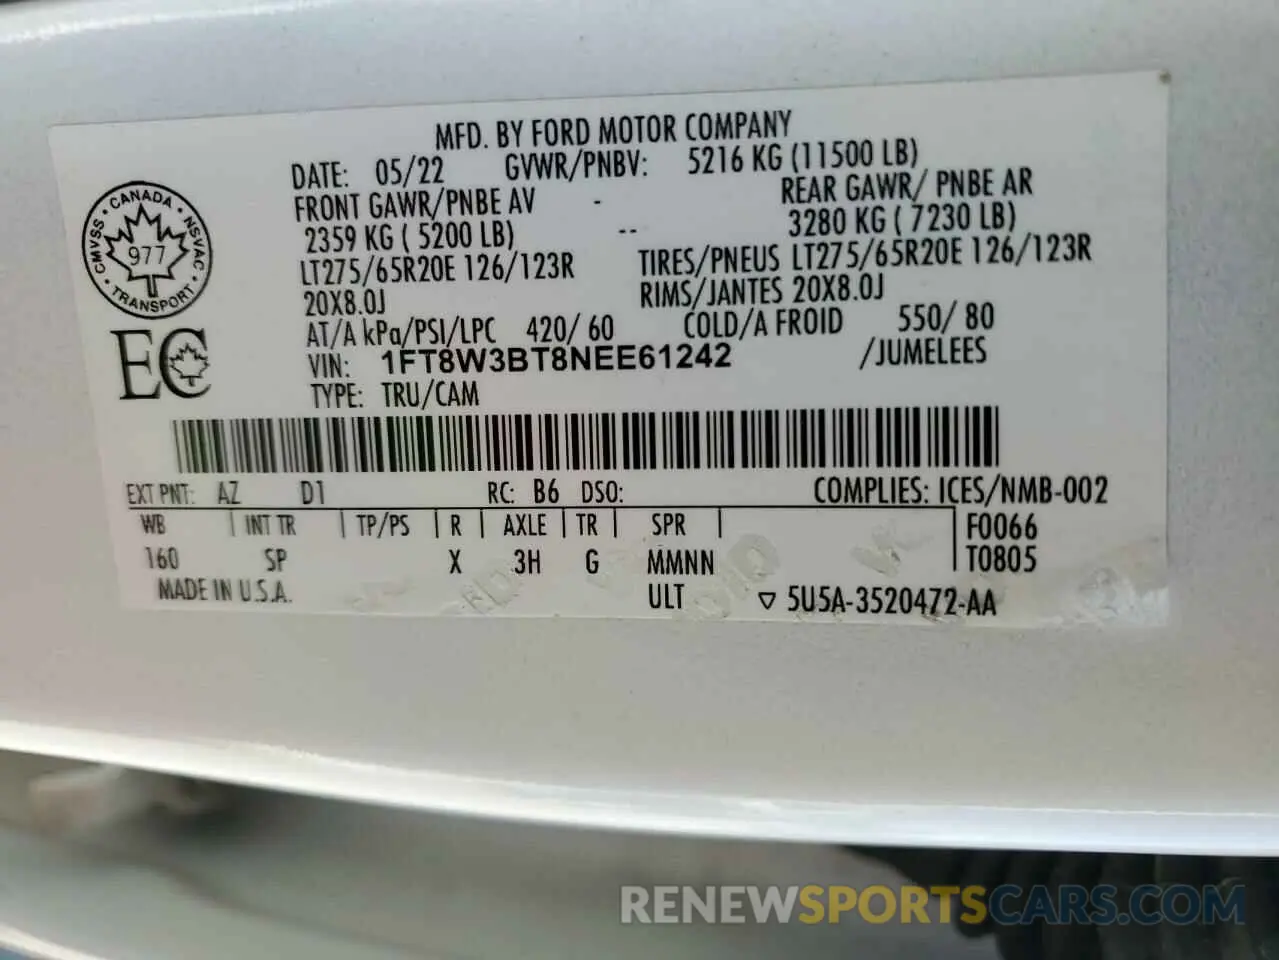 MFD. BY FORD MOTOR COMPANY
DATE: 05/22 GVWR/PNBV: 5216 KG (11500 LB)
FRONT GAWR/PNBE AV - REAR GAWR/ PNBE AR
2359 KG ( 5200 LB) -- 3280 KG ( 7230 LB)
LT275/65R20E 126/123R TIRES/PNEUS LT275/65R20E 126/123R
20X8.0J RIMS/JANTES 20X8.0J
AT/A kPa/PSI/LPC 420/ 60 COLD/A FROID 550/ 80
VIN: 1FT8W3BT8NEE61242 /JUMELEES
TYPE: TRU/CAM
CANADA
CMVSS NSVAC
977
TRANSPORT
EC
EXT PNT: AZ D1 RC: B6 DSO: COMPLIES: ICES/NMB-002
WB INT TR TP/PS R AXLE TR SPR F0066
160 SP X 3H G MMNN T0805
MADE IN U.S.A. ULT 5U5A-3520472-AA
RENEWSPORTSCARS.COM